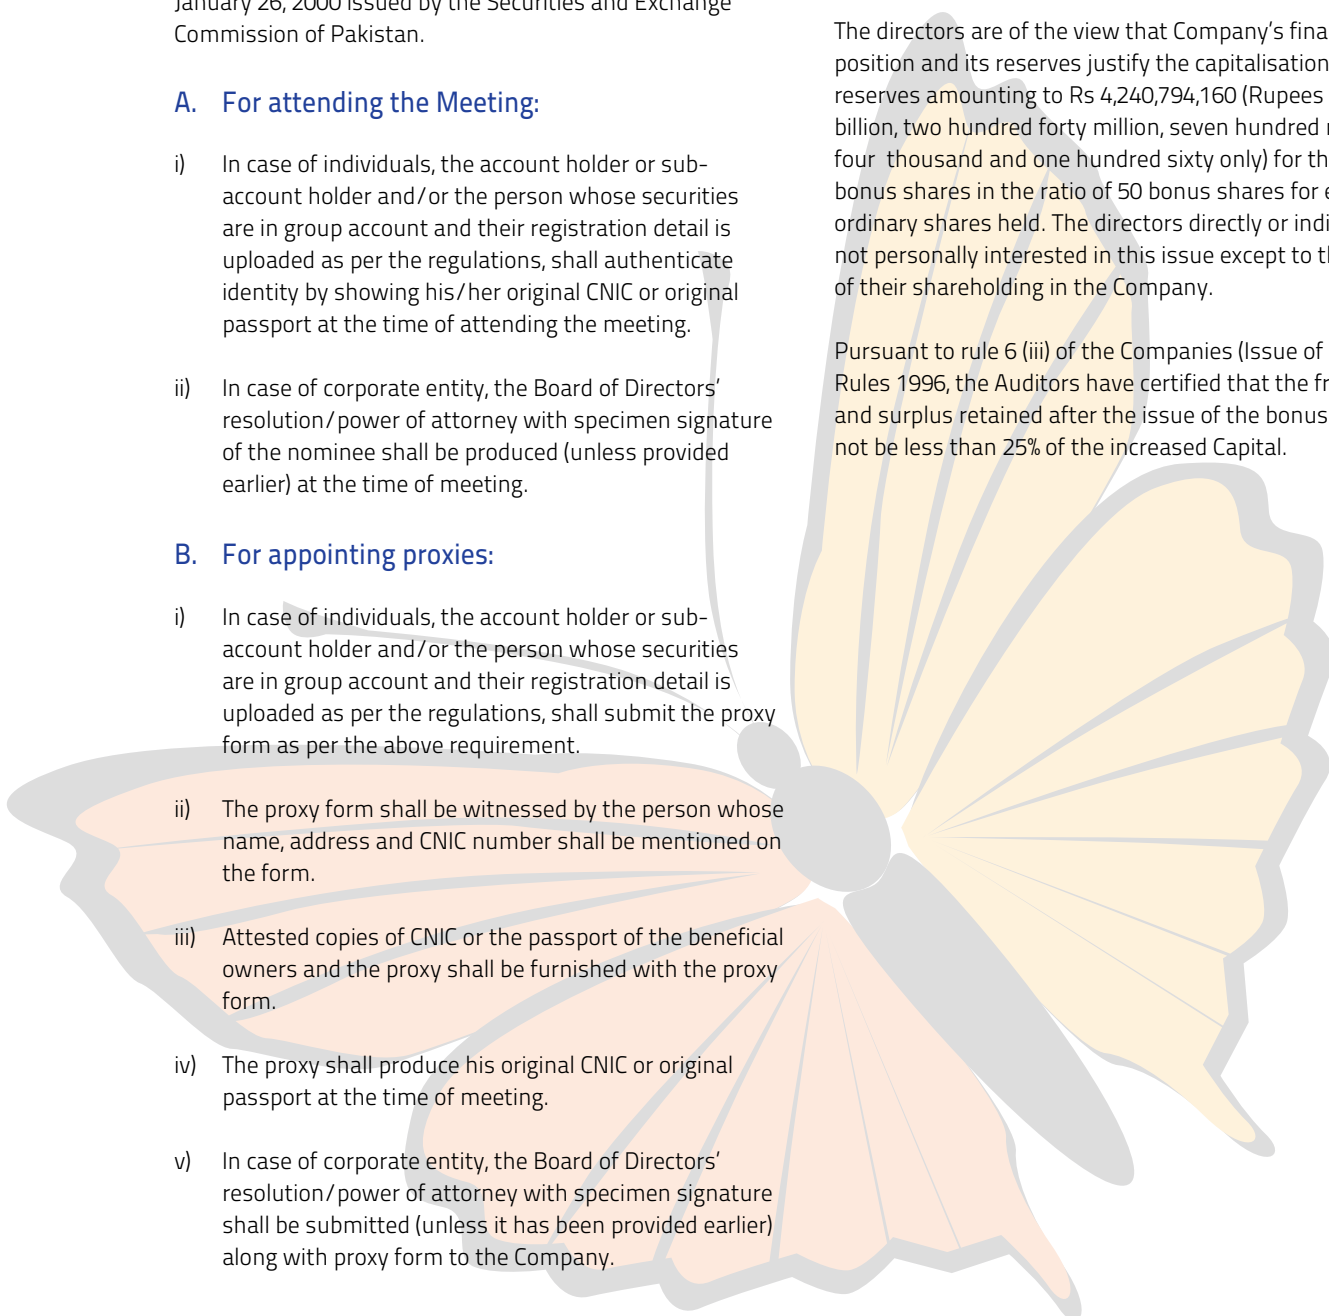 January 26, 2000 issued by the Securities and Exchange
Commission of Pakistan.
A. For attending the Meeting:
i) In case of individuals, the account holder or sub-
account holder and/or the person whose securities
are in group account and their registration detail is
uploaded as per the regulations, shall authenticate
identity by showing his/her original CNIC or original
passport at the time of attending the meeting.
ii) In case of corporate entity, the Board of Directors’
resolution/power of attorney with specimen signature
of the nominee shall be produced (unless provided
earlier) at the time of meeting.
B. For appointing proxies:
i) In case of individuals, the account holder or sub-
account holder and/or the person whose securities
are in group account and their registration detail is
uploaded as per the regulations, shall submit the proxy
form as per the above requirement.
ii) The proxy form shall be witnessed by the person whose
name, address and CNIC number shall be mentioned on
the form.
iii) Attested copies of CNIC or the passport of the beneficial
owners and the proxy shall be furnished with the proxy
form.
iv) The proxy shall produce his original CNIC or original
passport at the time of meeting.
v) In case of corporate entity, the Board of Directors’
resolution/power of attorney with specimen signature
shall be submitted (unless it has been provided earlier)
along with proxy form to the Company.
The directors are of the view that Company’s
position and its reserves justify the capitalisation
reserves amounting to Rs 4,240,794,160 (Rupees
billion, two hundred forty million, seven hundred
four thousand and one hundred sixty only) for
bonus shares in the ratio of 50 bonus shares for
ordinary shares held. The directors directly or
not personally interested in this issue except to
of their shareholding in the Company.
Pursuant to rule 6 (iii) of the Companies (Issue of
Rules 1996, the Auditors have certified that the
and surplus retained after the issue of the bonus
not be less than 25% of the increased Capital.